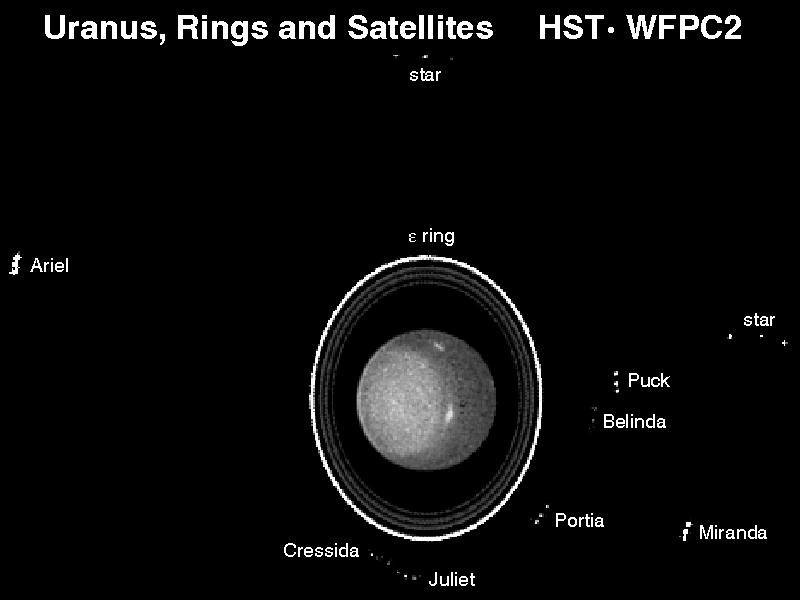 Uranus, Rings and Satellites HST· WFPC2
star
ε ring
Ariel
star
Puck
Belinda
Portia
Miranda
Cressida
Juliet